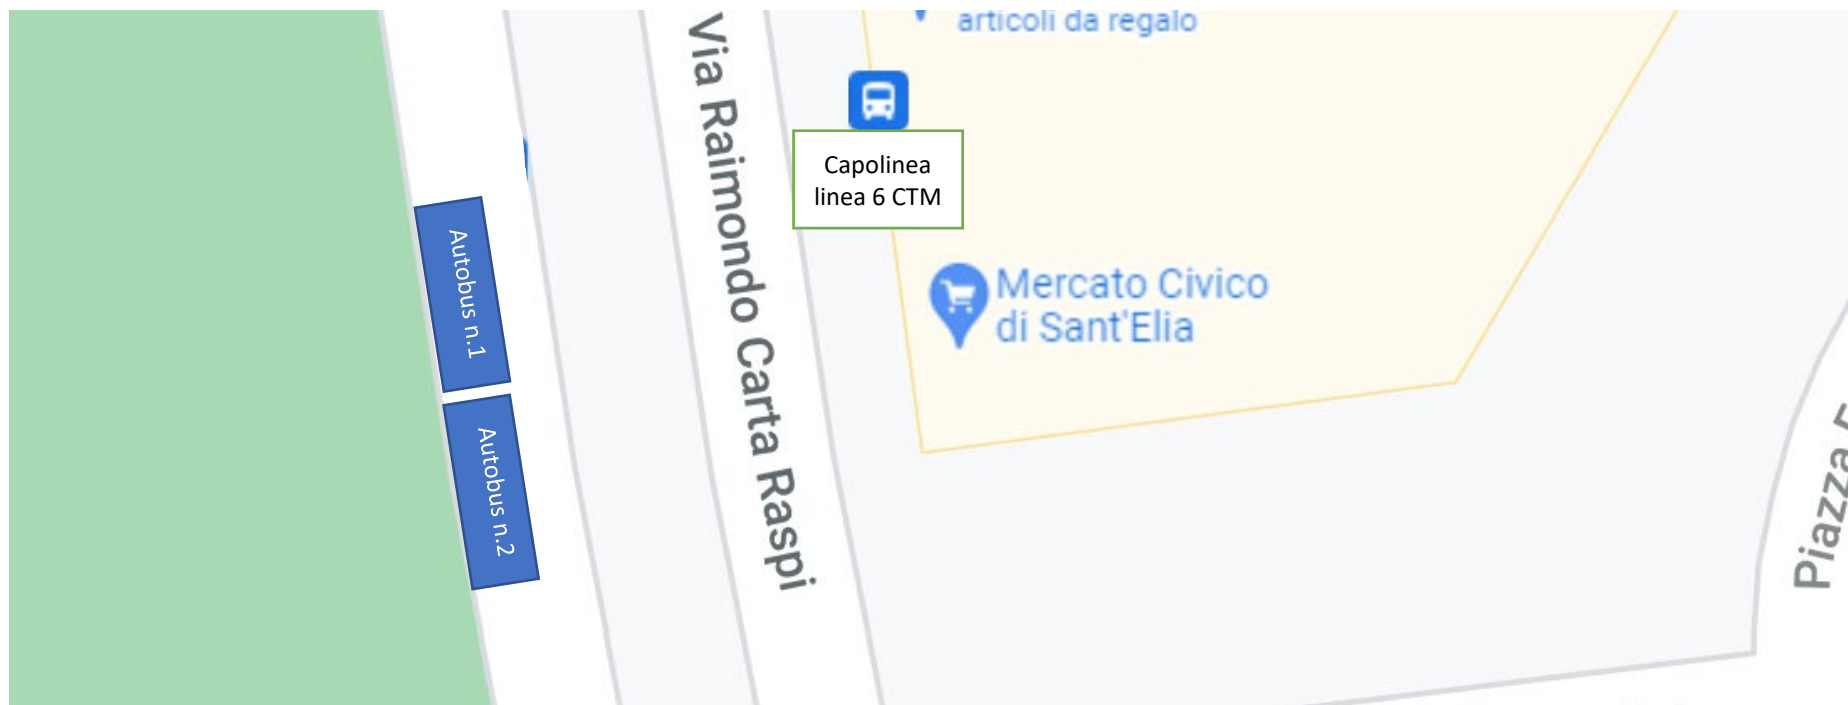 articoli da regalo
Via Raimondo Carta Raspi
Capolinea
linea 6 CTM
Autobus n.1
Mercato Civico
di Sant'Elia
Autobus n.2
Piazza